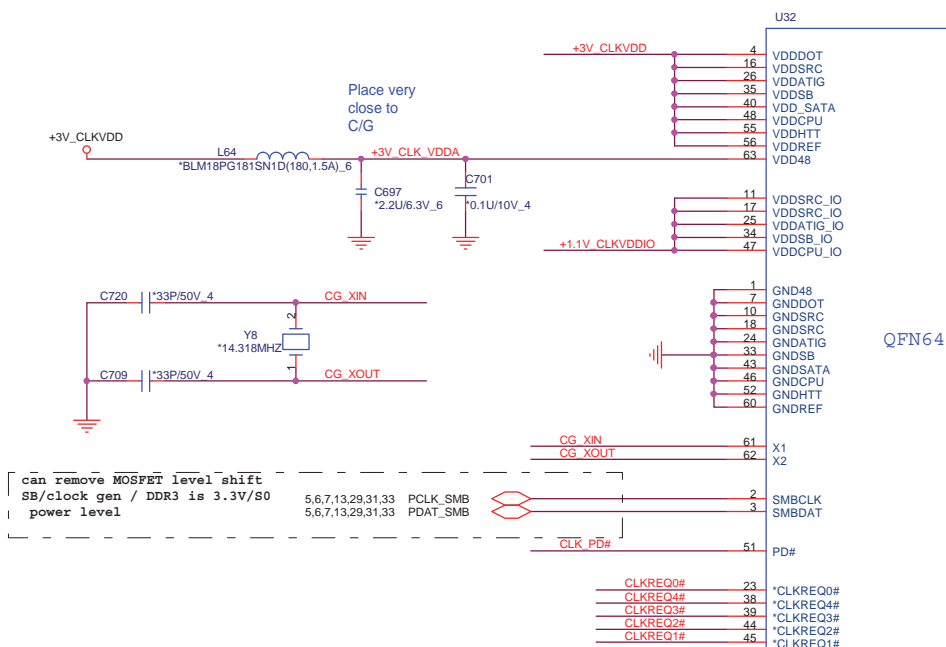 U32
+3V_CLKVDD
4 VDDDOT
16 VDDSRC
26 VDDATIG
35 VDDSB
40 VDD_SATA
48 VDDCPU
55 VDDHTT
56 VDDREF
63 VDD48
Place very
close to
C/G
+3V_CLKVDD
L64
*BLM18PG181SN1D(180,1.5A)_6
+3V_CLK_VDDA
C697
*2.2U/6.3V_6
C701
*0.1U/10V_4
11 VDDSRC_IO
17 VDDSRC_IO
25 VDDATIG_IO
34 VDDSB_IO
+1.1V_CLKVDDIO
47 VDDCPU_IO
1 GND48
7 GNDDOT
10 GNDSRC
18 GNDSRC
24 GNDATIG
33 GNDSB
43 GNDSATA
46 GNDCPU
52 GNDHTT
60 GNDREF
QFN64
C720 *33P/50V_4 CG_XIN
2
Y8
*14.318MHZ
1
C709 *33P/50V_4 CG_XOUT
CG_XIN 61 X1
CG_XOUT 62 X2
can remove MOSFET level shift
SB/clock gen / DDR3 is 3.3V/S0
power level
5,6,7,13,29,31,33 PCLK_SMB 2 SMBCLK
5,6,7,13,29,31,33 PDAT_SMB 3 SMBDAT
CLK_PD# 51 PD#
CLKREQ0# 23 *CLKREQ0#
CLKREQ4# 38 *CLKREQ4#
CLKREQ3# 39 *CLKREQ3#
CLKREQ2# 44 *CLKREQ2#
CLKREQ1# 45 *CLKREQ1#